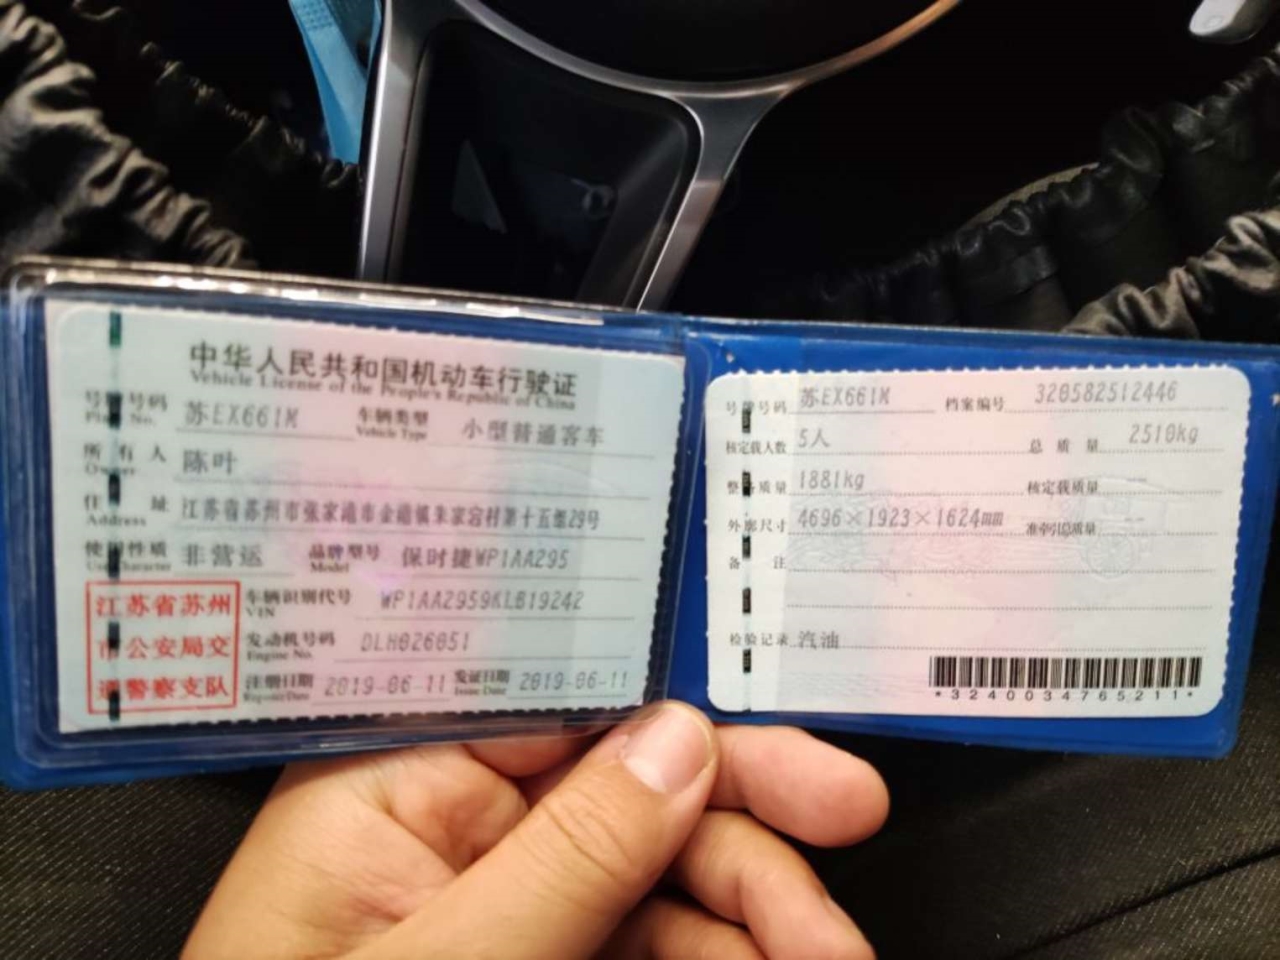 中华人民共和国机动车行驶证
Vehicle License of the People's Republic of China
号牌号码 苏EX661M 车辆类型 小型普通客车
Plate No. Vehicle Type
所有人 陈叶
Owner
住址 江苏省苏州市张家港市金港镇朱家宕村第十五组29号
Address
使用性质 非营运 品牌型号 保时捷WP1AA295
Use Character Model
江苏省苏州市公安局交通警察支队
车辆识别代号 WP1AA2959KLB19242
VIN
发动机号码 DLH026051
Engine No.
注册日期 2019-06-11 发证日期 2019-06-11
Register Date Issue Date
号牌号码 苏EX661M 档案编号 320582512446
核定载人数 5人 总质量 2510kg
整备质量 1881kg 核定载质量
外廓尺寸 4696×1923×1624mm 准牵引总质量
备注
检验记录 汽油
*3240034765211*